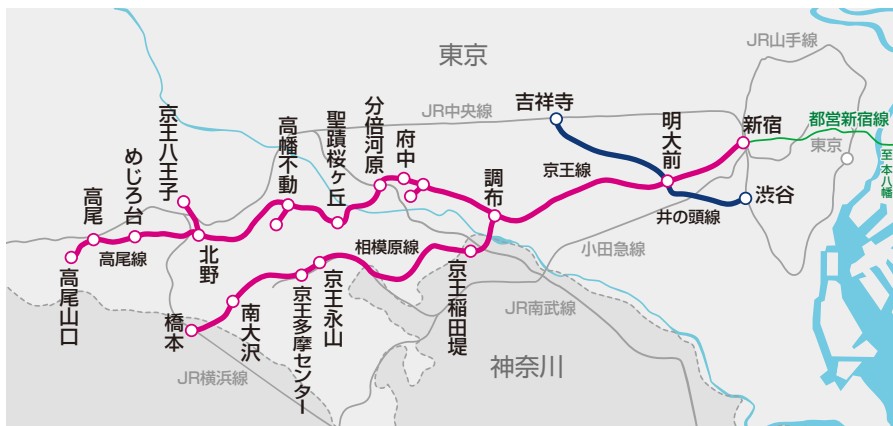 東京
JR山手線
JR中央線
吉祥寺
新宿
都営新宿線
東京
至本八幡
明大前
京王線
渋谷
井の頭線
分倍河原
府中
聖蹟桜ヶ丘
高幡不動
京王八王子
めじろ台
高尾
調布
高尾線
北野
高尾山口
相模原線
小田急線
橋本
南大沢
京王多摩センター
京王永山
京王稲田堤
JR南武線
JR横浜線
神奈川